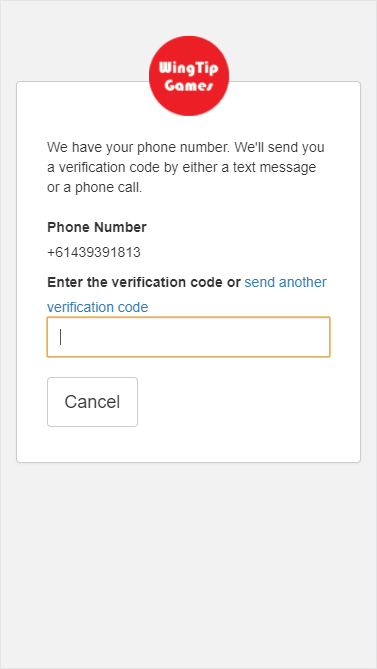 WingTip
Games
We have your phone number. We'll send you
a verification code by either a text message
or a phone call.
Phone Number
+61439391813
Enter the verification code or send another
verification code
Cancel